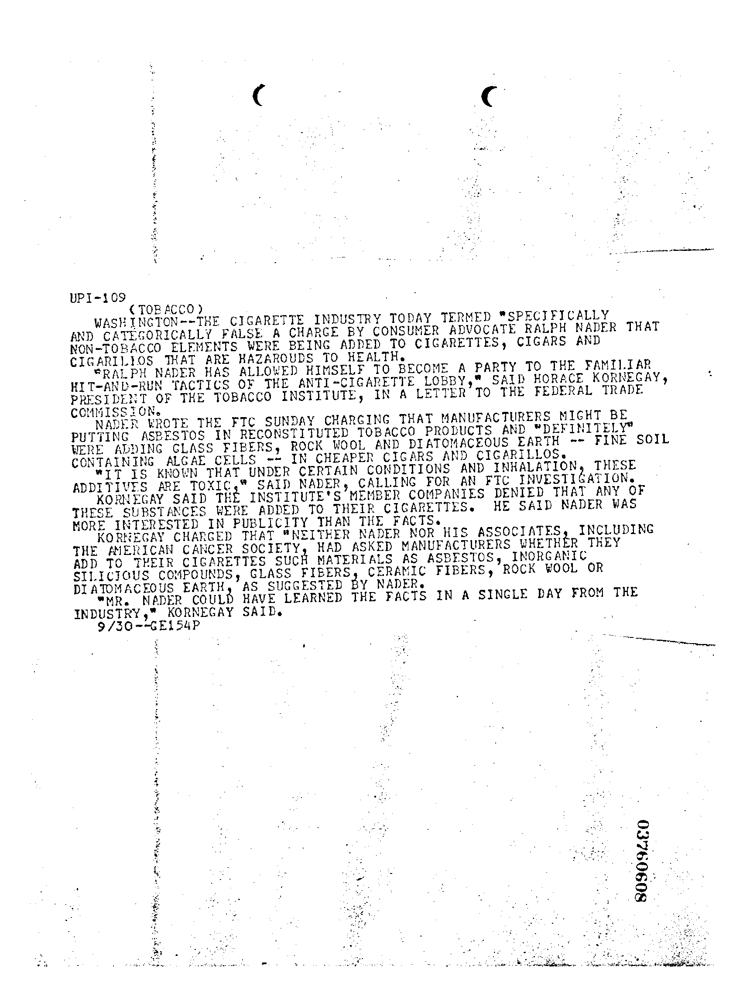 UPI-109
(TOBACCO)
WASHINGTON--THE CIGARETTE INDUSTRY TODAY TERMED "SPECIFICALLY
AND CATEGORICALLY FALSE A CHARGE BY CONSUMER ADVOCATE RALPH NADER THAT
NON-TOBACCO ELEMENTS WERE BEING ADDED TO CIGARETTES, CIGARS AND
CIGARILLOS THAT ARE HAZAROUDS TO HEALTH.
"RALPH NADER HAS ALLOWED HIMSELF TO BECOME A PARTY TO THE FAMILIAR
HIT-AND-RUN TACTICS OF THE ANTI-CIGARETTE LOBBY," SAID HORACE KORNEGAY,
PRESIDENT OF THE TOBACCO INSTITUTE, IN A LETTER TO THE FEDERAL TRADE
COMMISSION.
NADER WROTE THE FTC SUNDAY CHARGING THAT MANUFACTURERS MIGHT BE
PUTTING ASBESTOS IN RECONSTITUTED TOBACCO PRODUCTS AND "DEFINITELY"
WERE ADDING GLASS FIBERS, ROCK WOOL AND DIATOMACEOUS EARTH -- FINE SOIL
CONTAINING ALGAE CELLS -- IN CHEAPER CIGARS AND CIGARILLOS.
"IT IS KNOWN THAT UNDER CERTAIN CONDITIONS AND INHALATION, THESE
ADDITIVES ARE TOXIC," SAID NADER, CALLING FOR AN FTC INVESTIGATION.
KORNEGAY SAID THE INSTITUTE'S MEMBER COMPANIES DENIED THAT ANY OF
THESE SUBSTANCES WERE ADDED TO THEIR CIGARETTES. HE SAID NADER WAS
MORE INTERESTED IN PUBLICITY THAN THE FACTS.
KORNEGAY CHARGED THAT "NEITHER NADER NOR HIS ASSOCIATES, INCLUDING
THE AMERICAN CANCER SOCIETY, HAD ASKED MANUFACTURERS WHETHER THEY
ADD TO THEIR CIGARETTES SUCH MATERIALS AS ASBESTOS, INORGANIC
SILICIOUS COMPOUNDS, GLASS FIBERS, CERAMIC FIBERS, ROCK WOOL OR
DIATOMACEOUS EARTH, AS SUGGESTED BY NADER.
"MR. NADER COULD HAVE LEARNED THE FACTS IN A SINGLE DAY FROM THE
INDUSTRY," KORNEGAY SAID.
9/30--GE154P
03760608